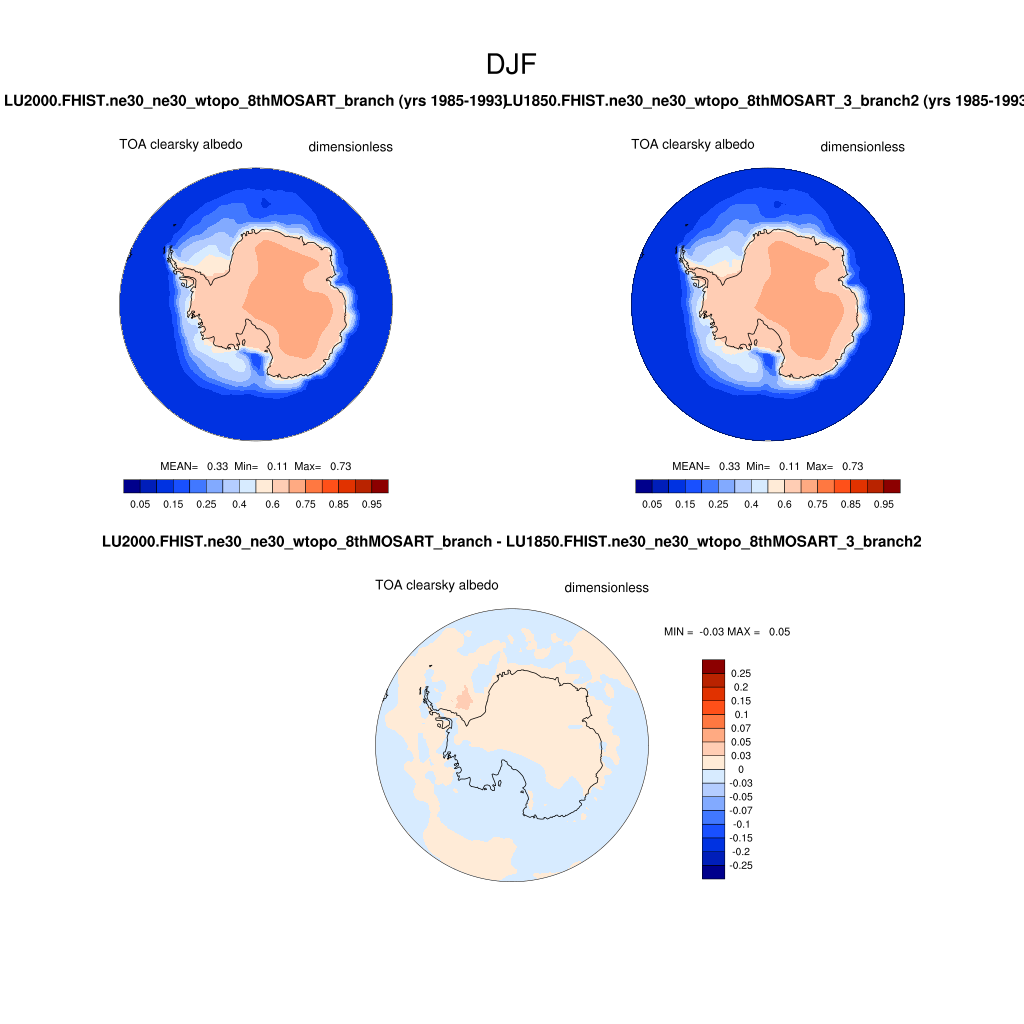 DJF
LU2000.FHIST.ne30_ne30_wtopo_8thMOSART_branch (yrs 1985-1993)
LU1850.FHIST.ne30_ne30_wtopo_8thMOSART_3_branch2 (yrs 1985-1993
TOA clearsky albedo dimensionless
TOA clearsky albedo dimensionless
MEAN= 0.33 Min= 0.11 Max= 0.73
MEAN= 0.33 Min= 0.11 Max= 0.73
0.05 0.15 0.25 0.4 0.6 0.75 0.85 0.95
0.05 0.15 0.25 0.4 0.6 0.75 0.85 0.95
LU2000.FHIST.ne30_ne30_wtopo_8thMOSART_branch - LU1850.FHIST.ne30_ne30_wtopo_8thMOSART_3_branch2
TOA clearsky albedo dimensionless
MIN = -0.03 MAX = 0.05
0.25
0.2
0.15
0.1
0.07
0.05
0.03
0
-0.03
-0.05
-0.07
-0.1
-0.15
-0.2
-0.25